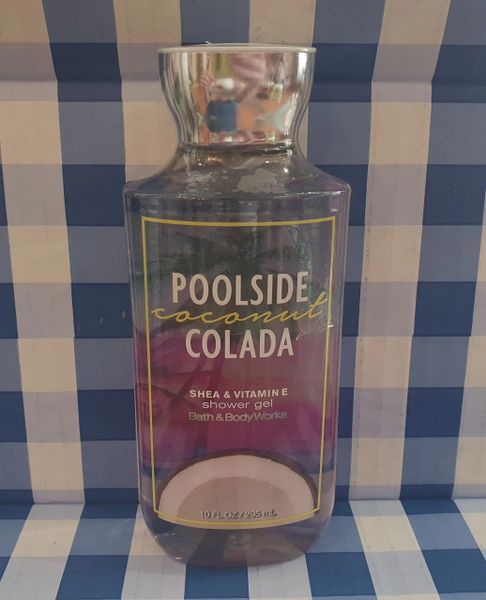 POOLSIDE
coconut
COLADA
SHEA & VITAMIN E
shower gel
Bath & Body Works
10 FL OZ / 295 mL